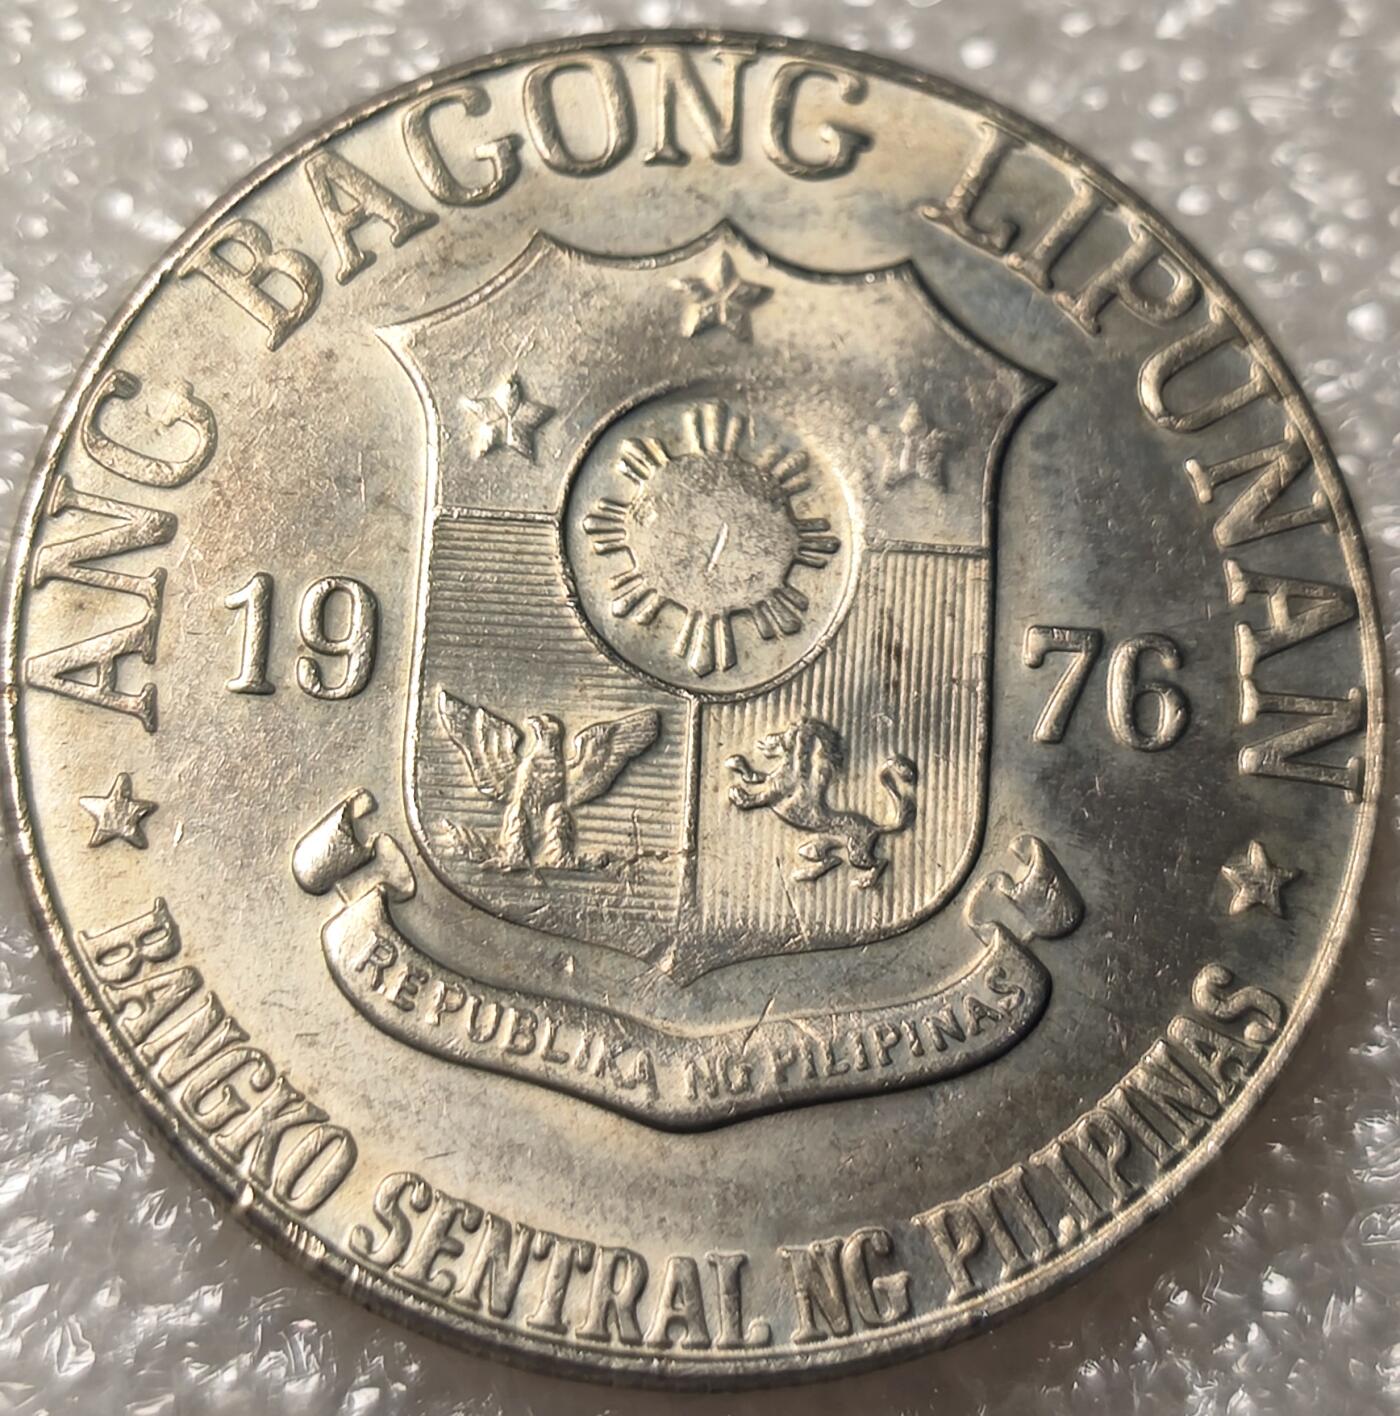 ANG BAGONG LIPUNAN
19 76
REPUBLIKA NG PILIPINAS
BANGKO SENTRAL NG PILIPINAS